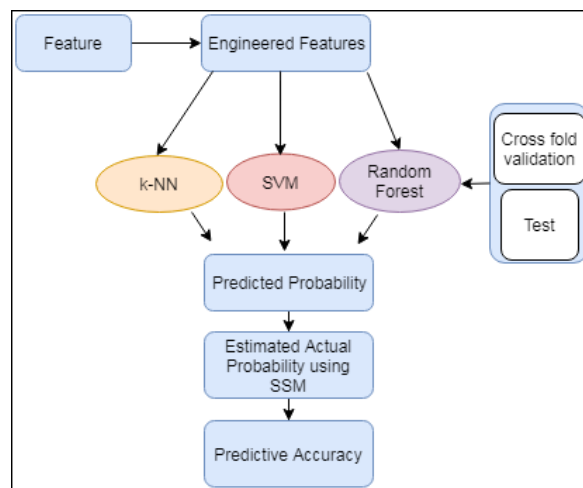 Feature
Engineered Features
k-NN
SVM
Random
Forest
Cross fold
validation
Test
Predicted Probability
Estimated Actual
Probability using
SSM
Predictive Accuracy